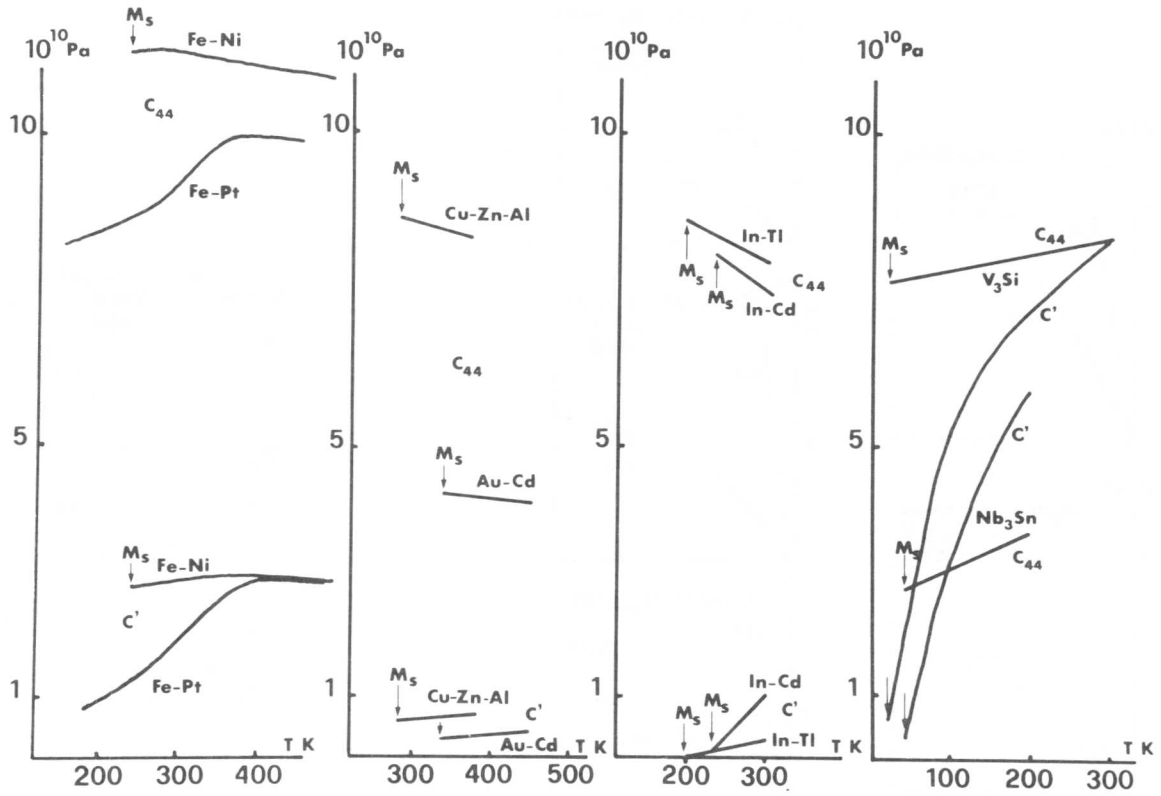 10¹⁰Pa
Mₛ
Fe-Ni
C₄₄
10
Fe-Pt
5
Mₛ
Fe-Ni
C'
Fe-Pt
1
T K
200 300 400
10¹⁰Pa
10
Mₛ
Cu-Zn-Al
C₄₄
5
Mₛ
Au-Cd
1
Mₛ
Cu-Zn-Al
C'
Au-Cd
T K
300 400 500
10¹⁰Pa
10
In-Tl
Mₛ
C₄₄
Mₛ
In-Cd
5
1
In-Cd
Mₛ
Mₛ
C'
In-Tl
T K
200 300
10¹⁰Pa
10
Mₛ
C₄₄
V₃Si
C'
5
C'
Nb₃Sn
Mₛ
C₄₄
1
T K
100 200 300